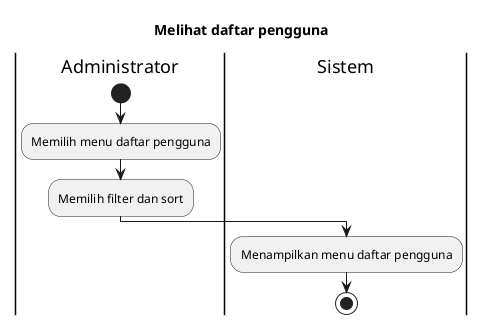 Melihat daftar pengguna
Administrator
Sistem
Memilih menu daftar pengguna
Memilih filter dan sort
Menampilkan menu daftar pengguna